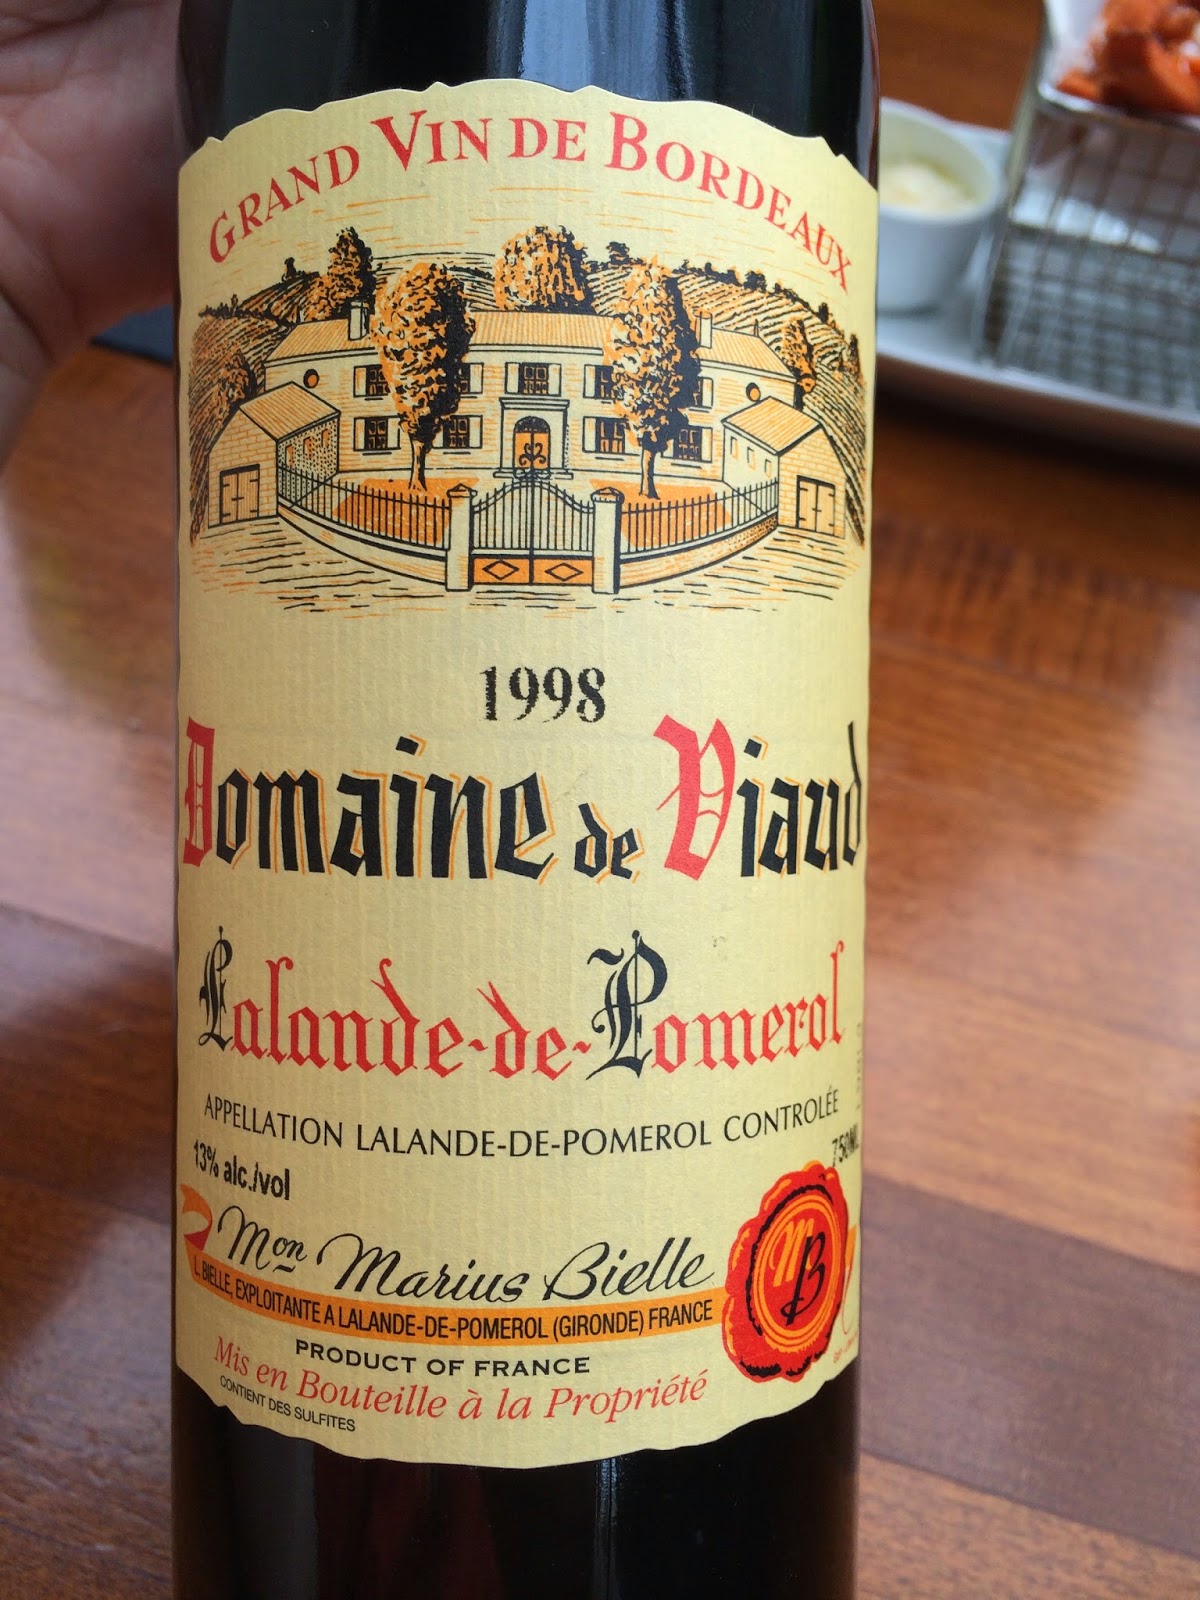 GRAND VIN DE BORDEAUX
1998
Domaine de Viaud
Lalande-de-Pomerol
APPELLATION LALANDE-DE-POMEROL CONTROLÉE
13% alc./vol
750ML
Mon Marius Bielle
MB
L. BIELLE, EXPLOITANTE A LALANDE-DE-POMEROL (GIRONDE) FRANCE
PRODUCT OF FRANCE
Mis en Bouteille à la Propriété
CONTIENT DES SULFITES